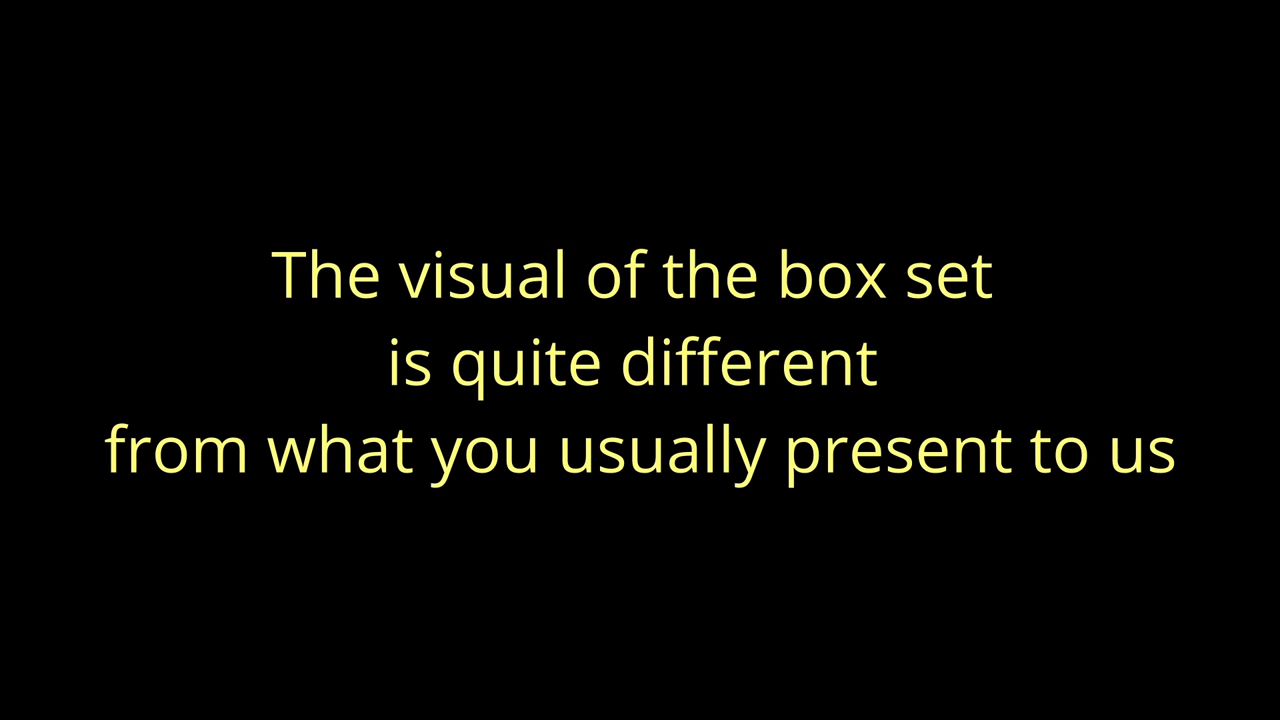 The visual of the box set
is quite different
from what you usually present to us